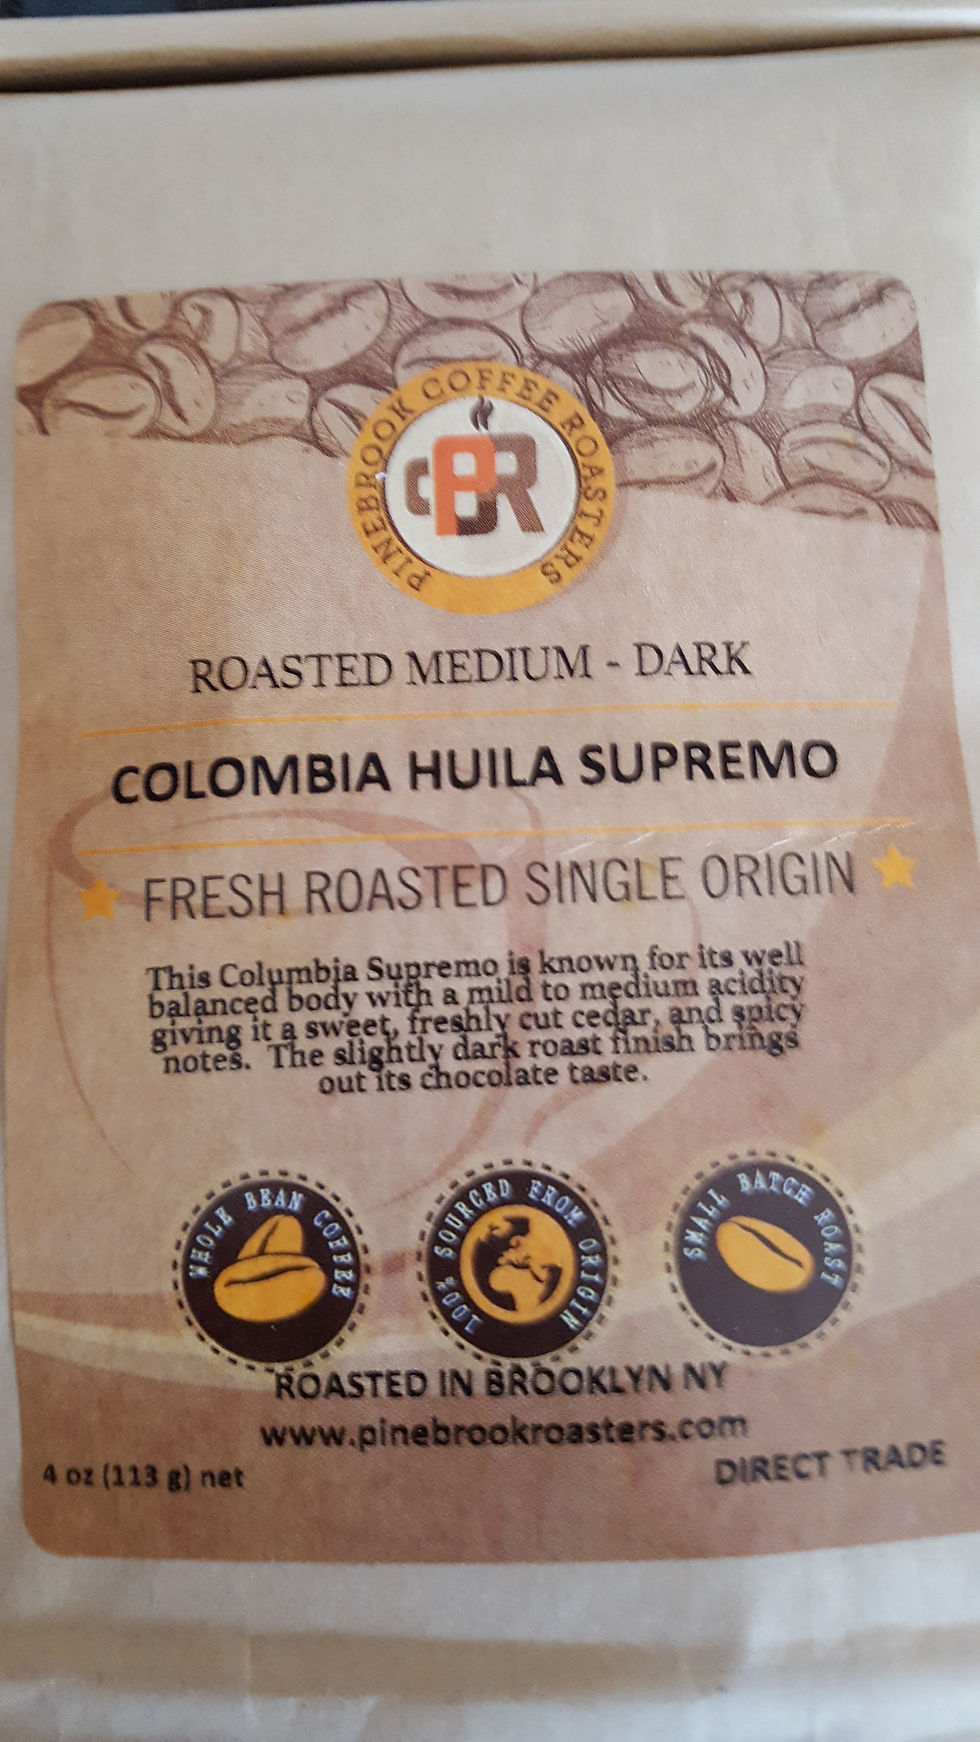 PINEBROOK COFFEE ROASTERS
PBR
ROASTED MEDIUM - DARK
COLOMBIA HUILA SUPREMO
FRESH ROASTED SINGLE ORIGIN
This Columbia Supremo is known for its well
balanced body with a mild to medium acidity
giving it a sweet, freshly cut cedar, and spicy
notes. The slightly dark roast finish brings
out its chocolate taste.
WHOLE BEAN COFFEE
100% SOURCED FROM ORIGIN
SMALL BATCH ROAST
ROASTED IN BROOKLYN NY
www.pinebrookroasters.com
4 oz (113 g) net
DIRECT TRADE